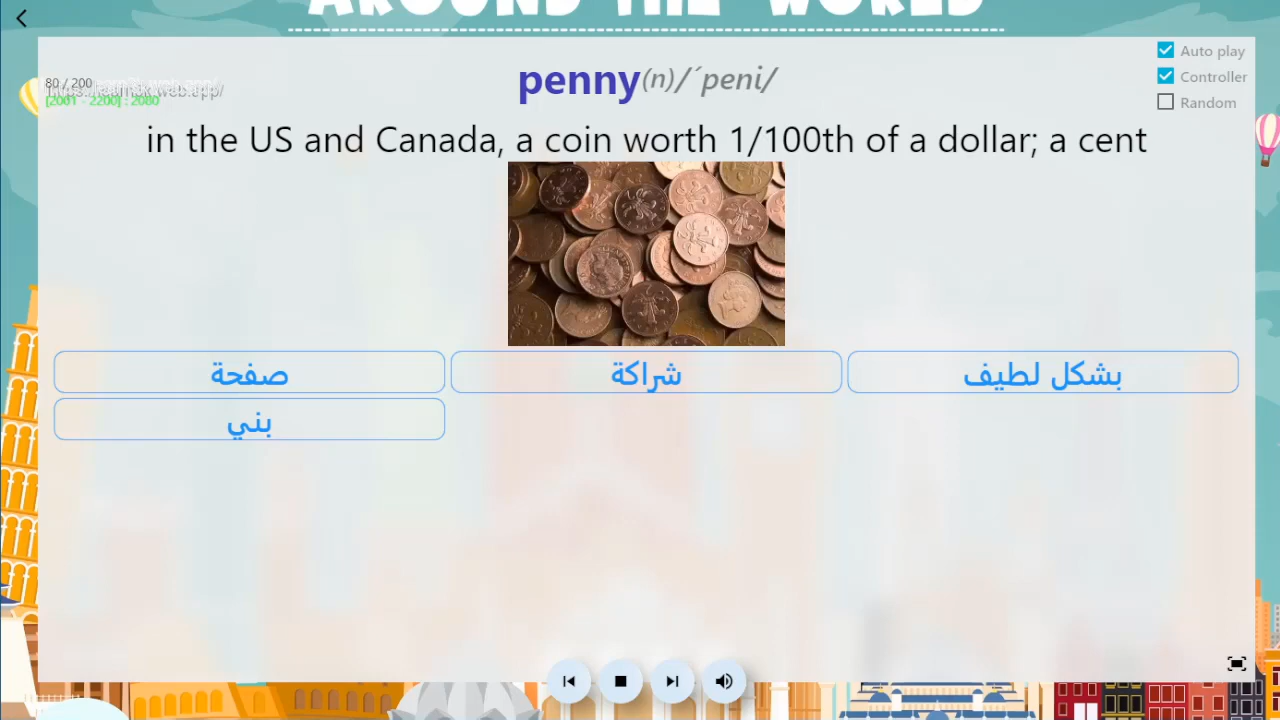 AROUND THE WORLD
Auto play
Controller
Random
80 / 200
[2001 - 2200] : 2080
penny(n)/´peni/
in the US and Canada, a coin worth 1/100th of a dollar; a cent
صفحة
شراكة
بشكل لطيف
بني